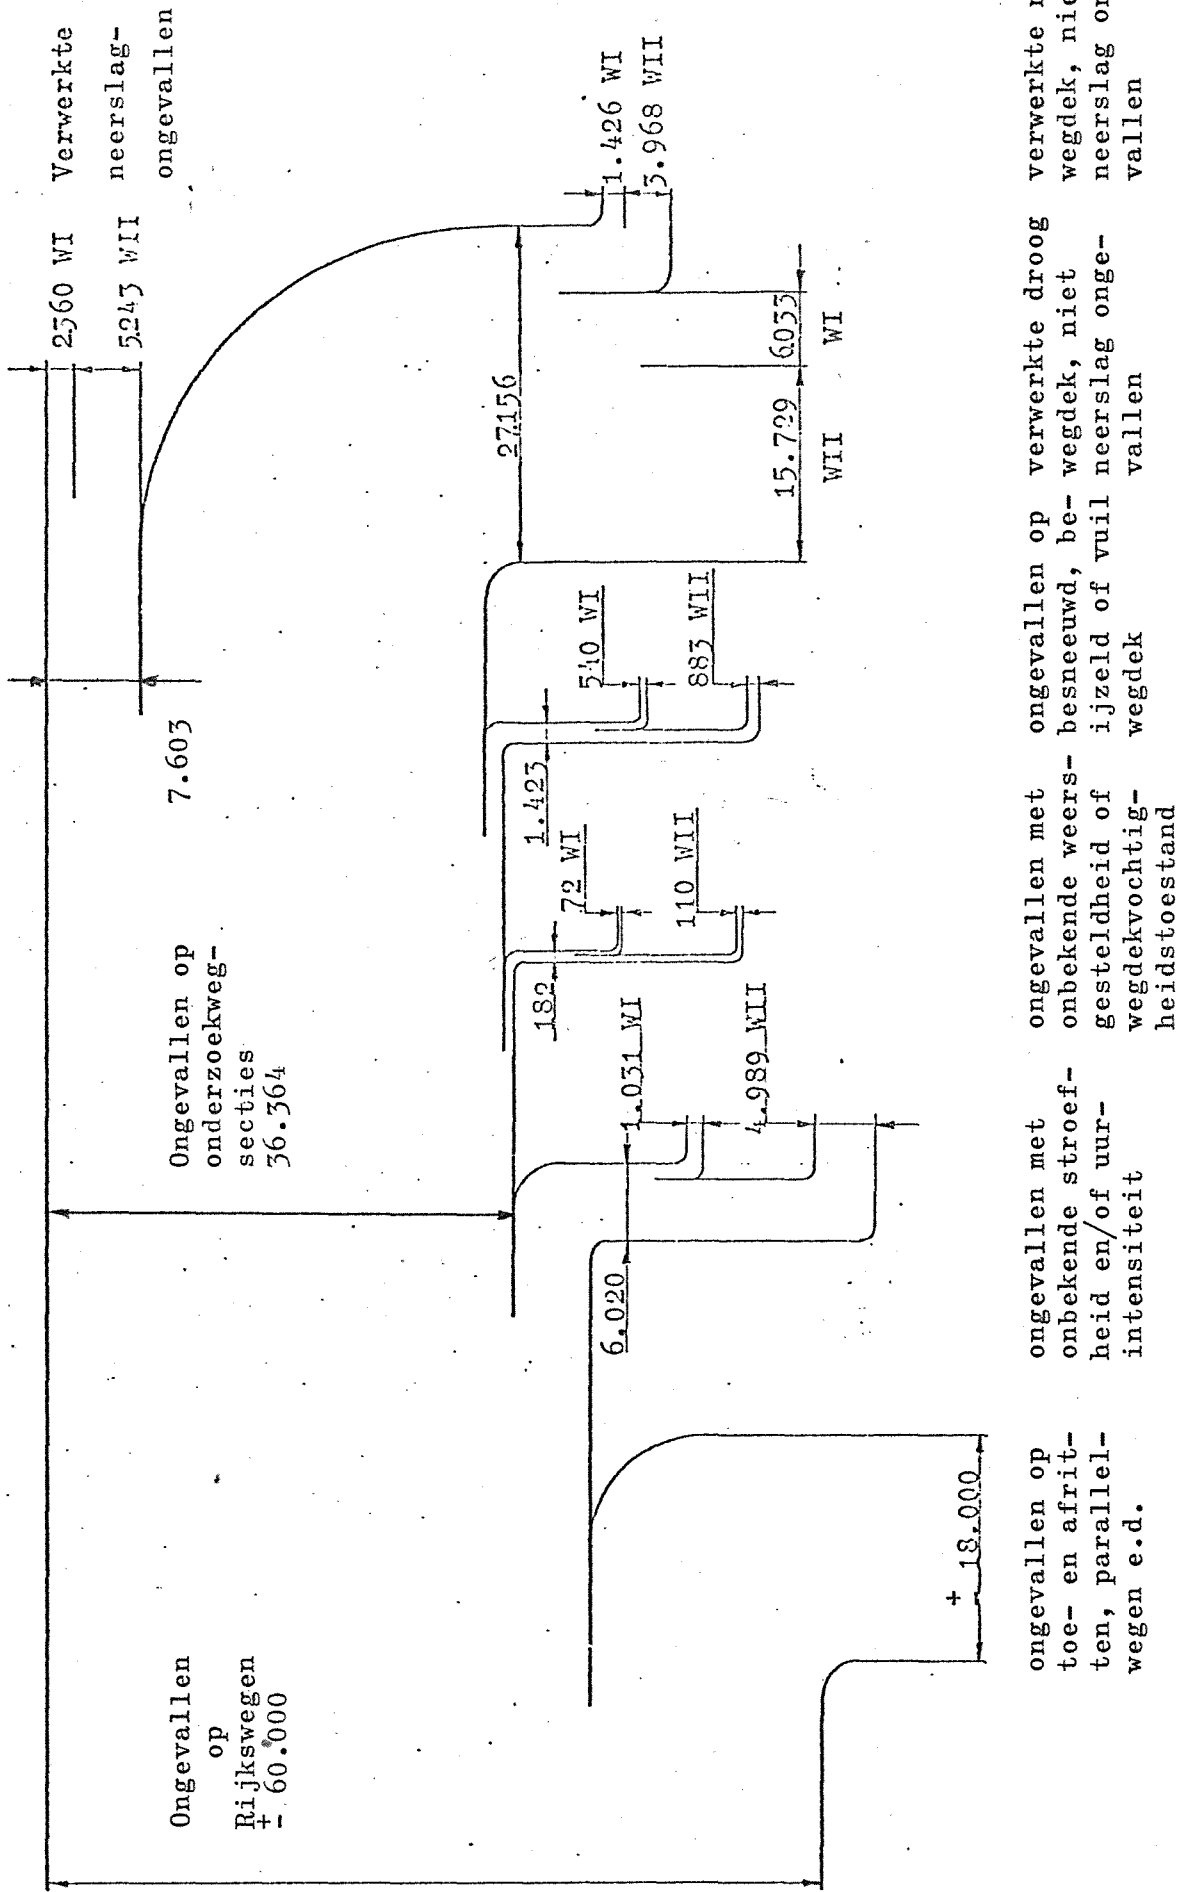 Ongevallen
op
Rijkswegen
± 60.000
Ongevallen op
onderzoekweg-
secties
36.364
7.603
2360 WI
5243 WII
Verwerkte
neerslag-
ongevallen
1.426 WI
3.968 WII
27.156
15.729
WII
6033
WI
540 WI
883 WII
1.423
72 WI
110 WII
182
1.031 WI
4.989 WII
6.020
± 18.000
ongevallen op
toe- en afrit-
ten, parallel-
wegen e.d.
ongevallen met
onbekende stroef-
heid en/of uur-
intensiteit
ongevallen met
onbekende weers-
gesteldheid of
wegdekvochtig-
heidstoestand
ongevallen op
besneeuwd, be-
ijzeld of vuil
wegdek
verwerkte droog
wegdek, niet
neerslag onge-
vallen
verwerkte
wegdek,
neerslag
vallen